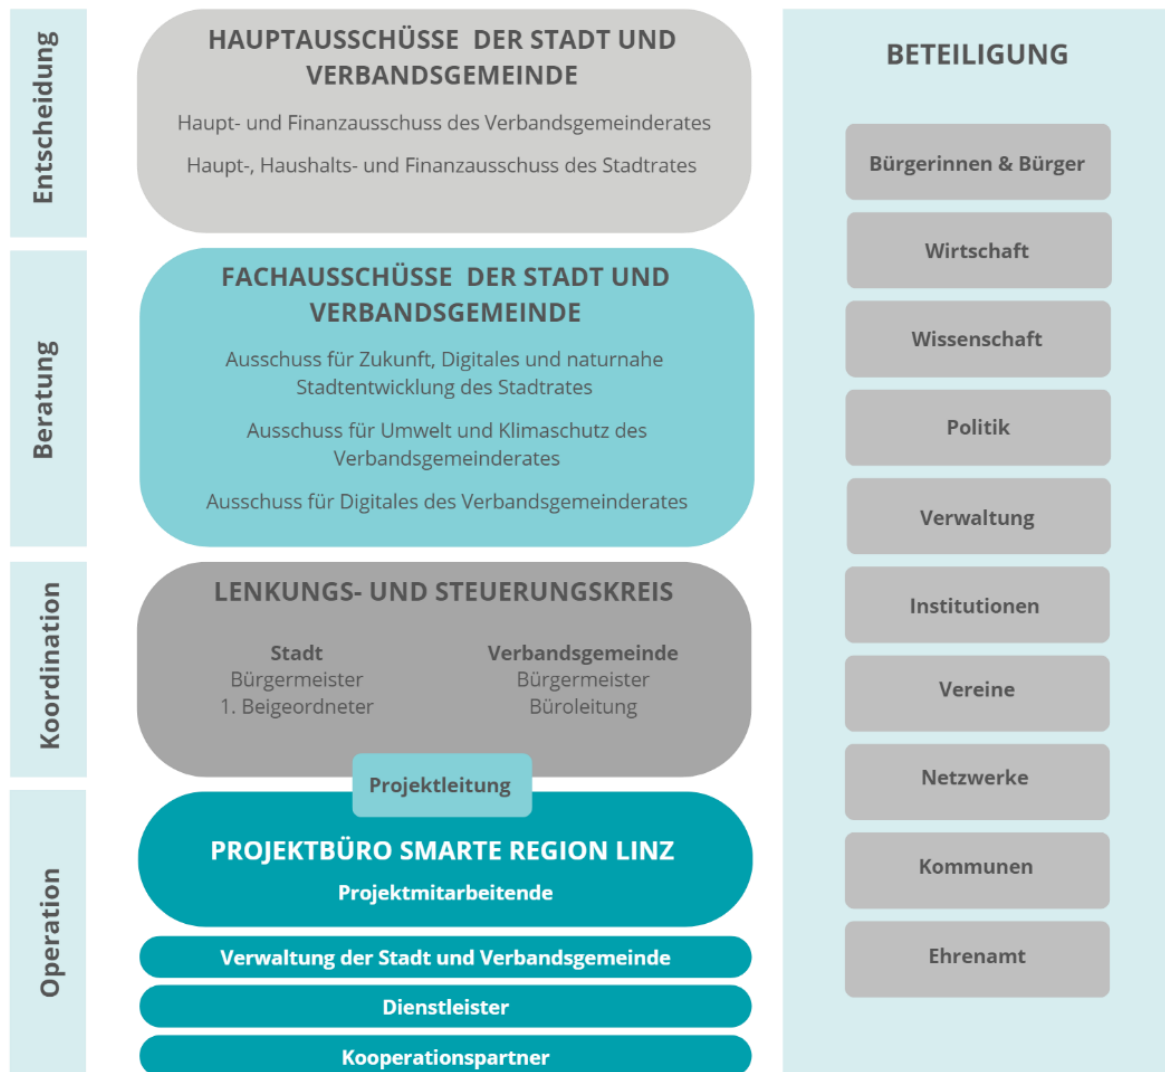 Entscheidung
HAUPTAUSSCHÜSSE DER STADT UND
VERBANDSGEMEINDE
Haupt- und Finanzausschuss des Verbandsgemeinderates
Haupt-, Haushalts- und Finanzausschuss des Stadtrates
Beratung
FACHAUSSCHÜSSE DER STADT UND
VERBANDSGEMEINDE
Ausschuss für Zukunft, Digitales und naturnahe
Stadtentwicklung des Stadtrates
Ausschuss für Umwelt und Klimaschutz des
Verbandsgemeinderates
Ausschuss für Digitales des Verbandsgemeinderates
Koordination
LENKUNGS- UND STEUERUNGSKREIS
Stadt
Bürgermeister
1. Beigeordneter
Verbandsgemeinde
Bürgermeister
Büroleitung
Projektleitung
Operation
PROJEKTBÜRO SMARTE REGION LINZ
Projektmitarbeitende
Verwaltung der Stadt und Verbandsgemeinde
Dienstleister
Kooperationspartner
BETEILIGUNG
Bürgerinnen & Bürger
Wirtschaft
Wissenschaft
Politik
Verwaltung
Institutionen
Vereine
Netzwerke
Kommunen
Ehrenamt